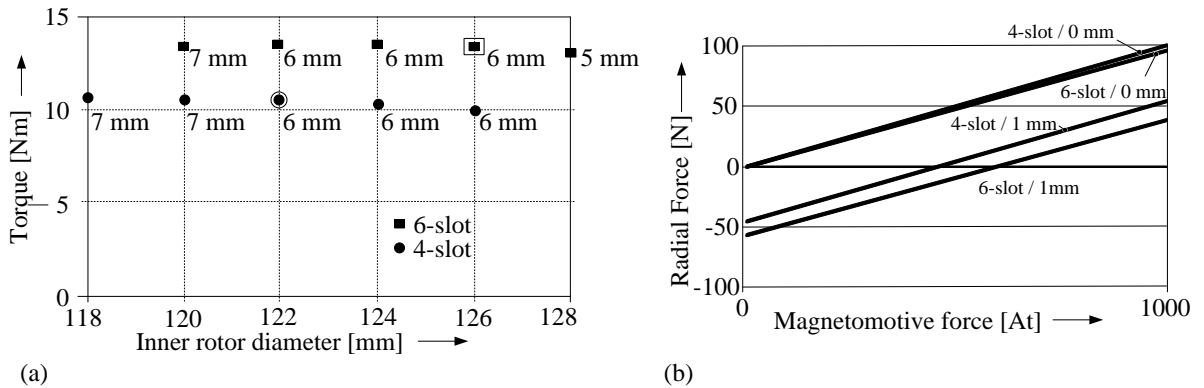 15
10
5
0
Torque [Nm]
7 mm
6 mm
6 mm
6 mm
5 mm
7 mm
7 mm
6 mm
6 mm
6 mm
6-slot
4-slot
118
120
122
124
126
128
Inner rotor diameter [mm]
(a)
100
50
0
-50
-100
Radial Force [N]
4-slot / 0 mm
6-slot /
0 mm
4-slot / 1 mm
6-slot / 1mm
0
1000
Magnetomotive force [At]
(b)